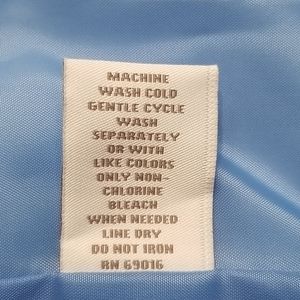 MACHINE
WASH COLD
GENTLE CYCLE
WASH
SEPARATELY
OR WITH
LIKE COLORS
ONLY NON-
CHLORINE
BLEACH
WHEN NEEDED
LINE DRY
DO NOT IRON
RN 69016